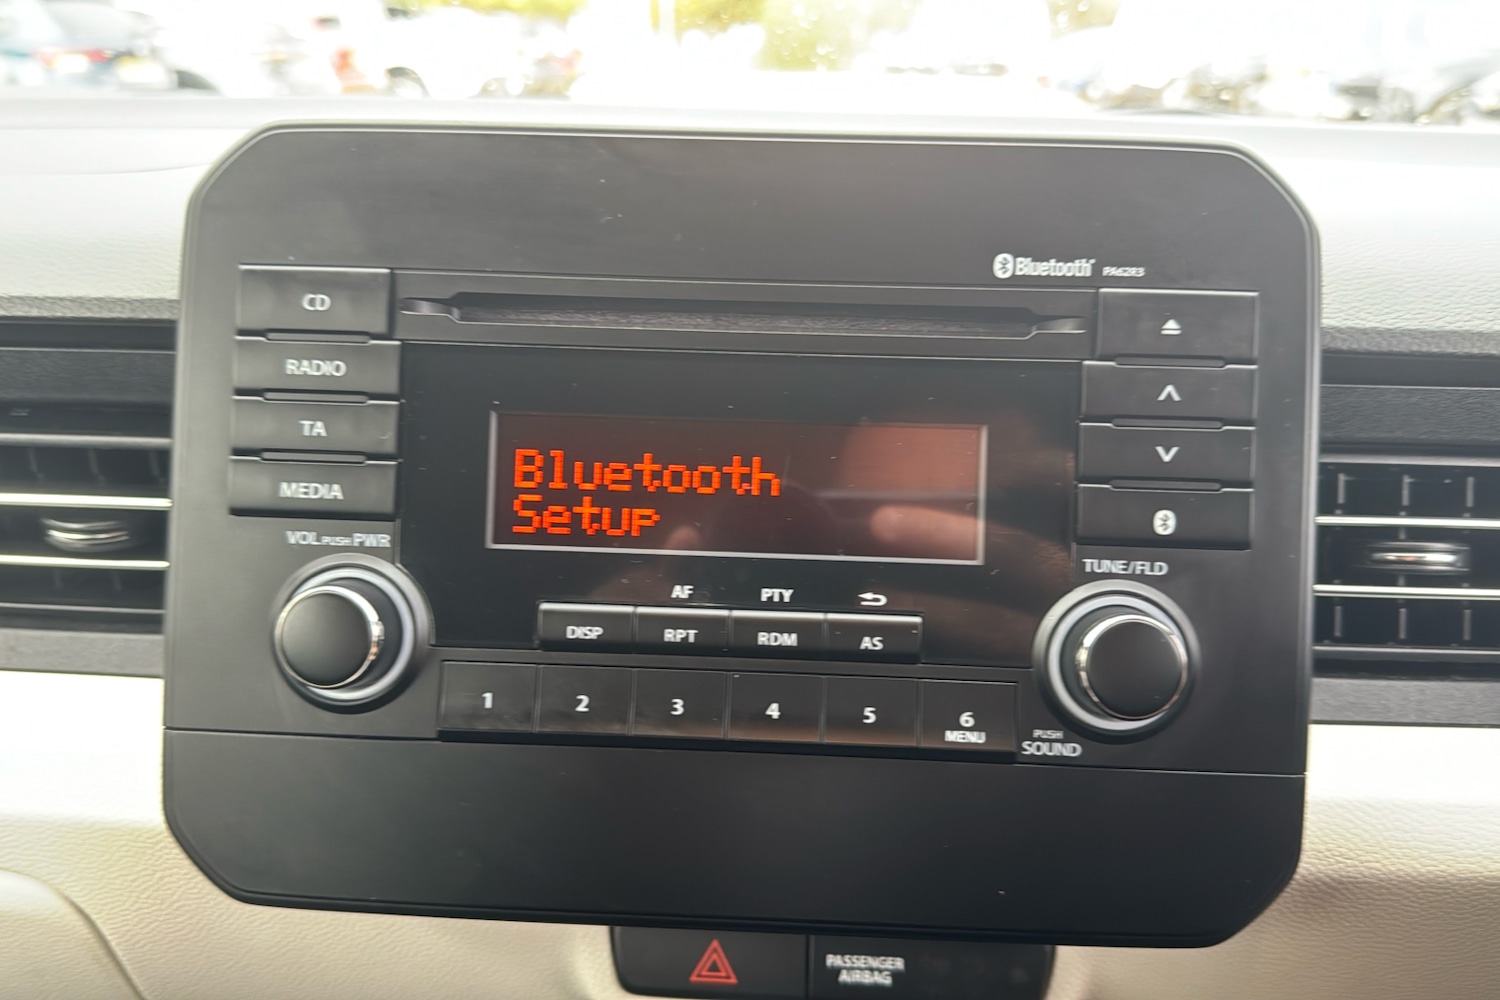 Bluetooth PA62R3
CD
RADIO
TA
MEDIA
Bluetooth
Setup
VOL PUSH PWR
TUNE/FLD
AF PTY
DISP RPT RDM AS
1 2 3 4 5 6
MENU
PUSH
SOUND
PASSENGER
AIRBAG